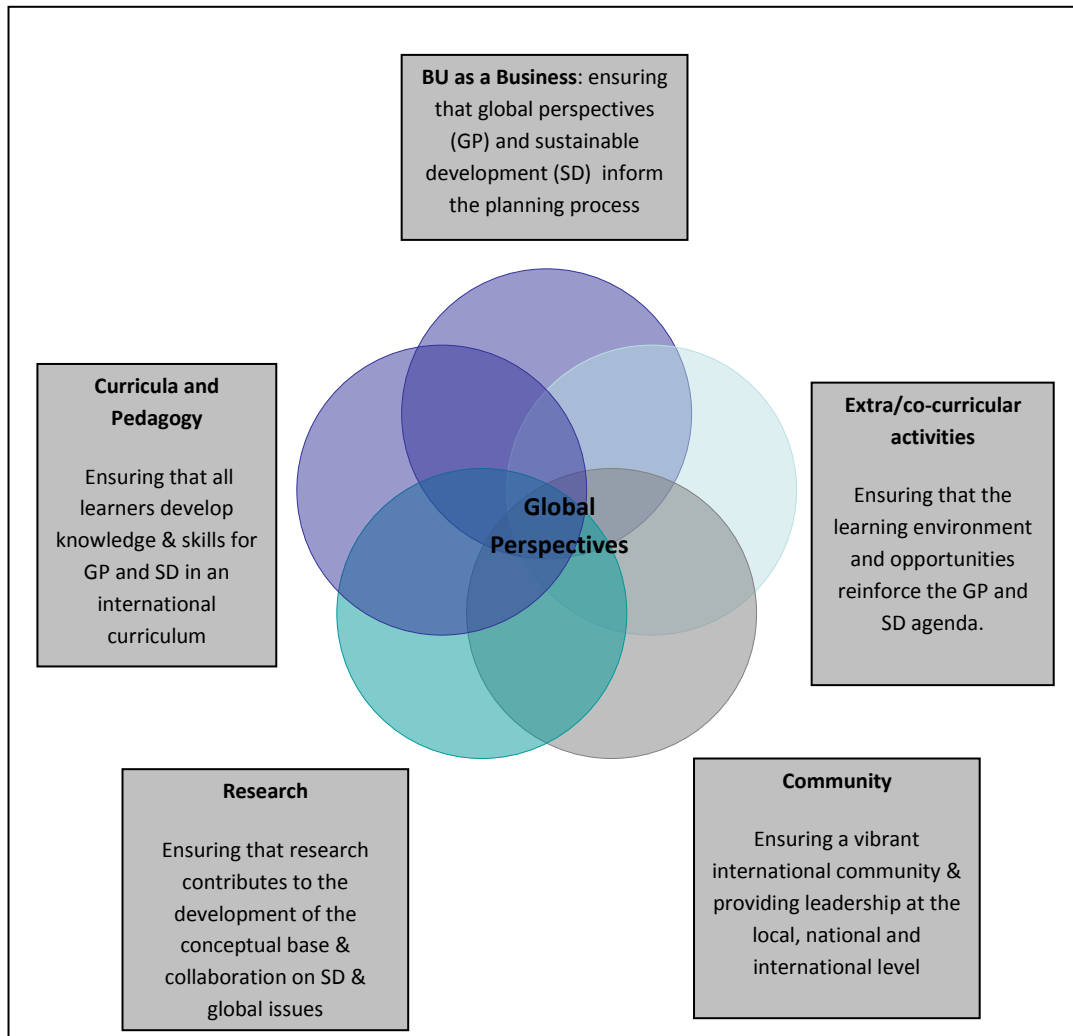 BU as a Business: ensuring
that global perspectives
(GP) and sustainable
development (SD) inform
the planning process
Curricula and
Pedagogy
Ensuring that all
learners develop
knowledge & skills for
GP and SD in an
international
curriculum
Global
Perspectives
Extra/co-curricular
activities
Ensuring that the
learning environment
and opportunities
reinforce the GP and
SD agenda.
Research
Ensuring that research
contributes to the
development of the
conceptual base &
collaboration on SD &
global issues
Community
Ensuring a vibrant
international community &
providing leadership at the
local, national and
international level